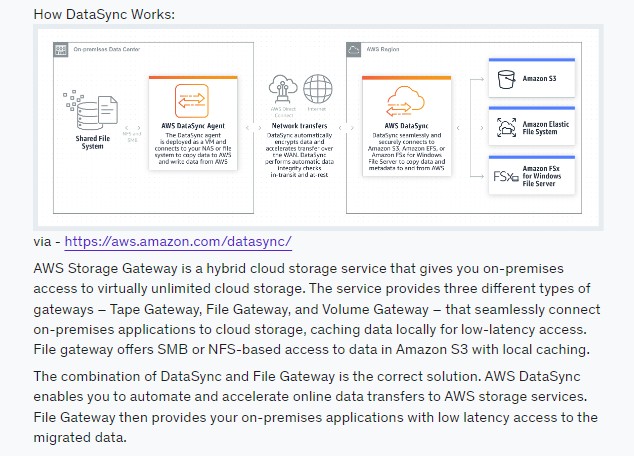 How DataSync Works:
On-premises Data Center
AWS Region
Shared File
System
NFS and
SMB
AWS DataSync Agent
The DataSync agent
is deployed as a VM and
connects to your NAS or file
system to copy data to AWS
and write data from AWS
AWS Direct
Connect
Internet
Network transfers
DataSync automatically
encrypts data and
accelerates transfer over
the WAN. DataSync
performs automatic data
integrity checks
in-transit and at-rest
AWS DataSync
DataSync seamlessly and
securely connects to
Amazon S3, Amazon EFS, or
Amazon FSx for Windows
File Server to copy data and
metadata to and from AWS
Amazon S3
Amazon Elastic
File System
FSx
Amazon FSx
for Windows
File Server
via - https://aws.amazon.com/datasync/
AWS Storage Gateway is a hybrid cloud storage service that gives you on-premises
access to virtually unlimited cloud storage. The service provides three different types of
gateways – Tape Gateway, File Gateway, and Volume Gateway – that seamlessly connect
on-premises applications to cloud storage, caching data locally for low-latency access.
File gateway offers SMB or NFS-based access to data in Amazon S3 with local caching.
The combination of DataSync and File Gateway is the correct solution. AWS DataSync
enables you to automate and accelerate online data transfers to AWS storage services.
File Gateway then provides your on-premises applications with low latency access to the
migrated data.